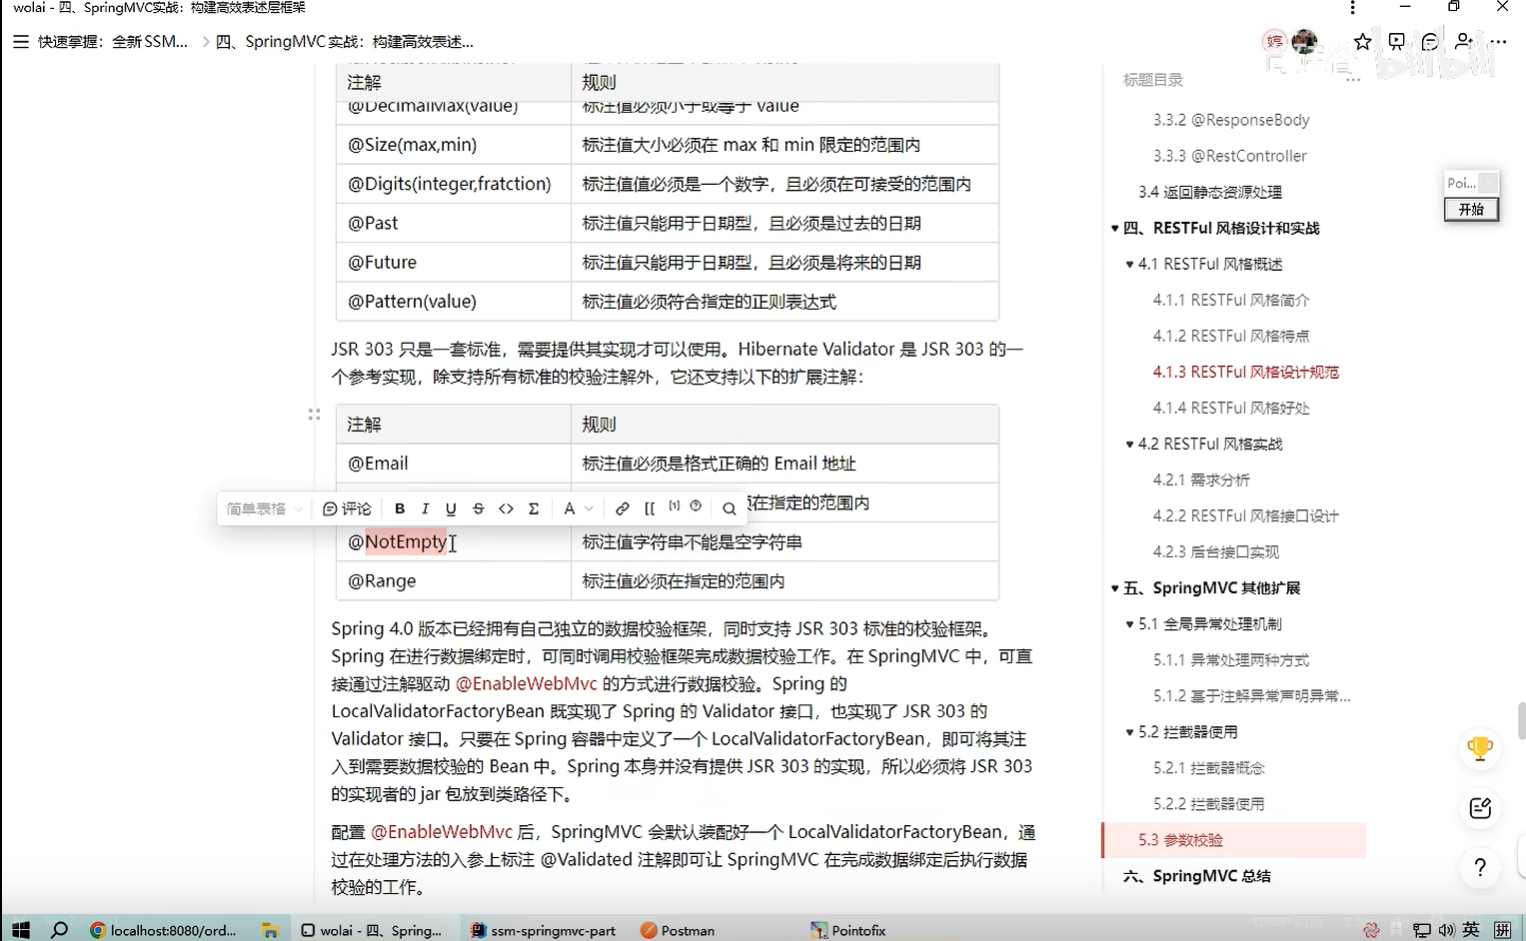 wolai - 四、SpringMVC实战：构建高效表述层框架
快速掌握：全新SSM... 四、SpringMVC实战：构建高效表述...
婷
bilibili
注解 规则
@DecimalMax(value) 标注值必须小于或等于 value
@Size(max,min) 标注值大小必须在 max 和 min 限定的范围内
@Digits(integer,fratction) 标注值值必须是一个数字，且必须在可接受的范围内
@Past 标注值只能用于日期型，且必须是过去的日期
@Future 标注值只能用于日期型，且必须是将来的日期
@Pattern(value) 标注值必须符合指定的正则表达式
JSR 303 只是一套标准，需要提供其实现才可以使用。Hibernate Validator 是 JSR 303 的一
个参考实现，除支持所有标准的校验注解外，它还支持以下的扩展注解：
注解 规则
@Email 标注值必须是格式正确的 Email 地址
在指定的范围内
简单表格 评论 B I U S <> Σ A [[
@NotEmpty 标注值字符串不能是空字符串
@Range 标注值必须在指定的范围内
Spring 4.0 版本已经拥有自己独立的数据校验框架，同时支持 JSR 303 标准的校验框架。
Spring 在进行数据绑定时，可同时调用校验框架完成数据校验工作。在 SpringMVC 中，可直
接通过注解驱动 @EnableWebMvc 的方式进行数据校验。Spring 的
LocalValidatorFactoryBean 既实现了 Spring 的 Validator 接口，也实现了 JSR 303 的
Validator 接口。只要在 Spring 容器中定义了一个 LocalValidatorFactoryBean，即可将其注
入到需要数据校验的 Bean 中。Spring 本身并没有提供 JSR 303 的实现，所以必须将 JSR 303
的实现者的 jar 包放到类路径下。
配置 @EnableWebMvc 后，SpringMVC 会默认装配好一个 LocalValidatorFactoryBean，通
过在处理方法的入参上标注 @Validated 注解即可让 SpringMVC 在完成数据绑定后执行数据
校验的工作。
标题目录
3.3.2 @ResponseBody
3.3.3 @RestController
3.4 返回静态资源处理
四、RESTFul 风格设计和实战
4.1 RESTFul 风格概述
4.1.1 RESTFul 风格简介
4.1.2 RESTFul 风格特点
4.1.3 RESTFul 风格设计规范
4.1.4 RESTFul 风格好处
4.2 RESTFul 风格实战
4.2.1 需求分析
4.2.2 RESTFul 风格接口设计
4.2.3 后台接口实现
五、SpringMVC 其他扩展
5.1 全局异常处理机制
5.1.1 异常处理两种方式
5.1.2 基于注解异常声明异常...
5.2 拦截器使用
5.2.1 拦截器概念
5.2.2 拦截器使用
5.3 参数校验
六、SpringMVC 总结
Poi...
开始
?
localhost:8080/ord... wolai - 四、Spring... ssm-springmvc-part Postman Pointofix 英 拼